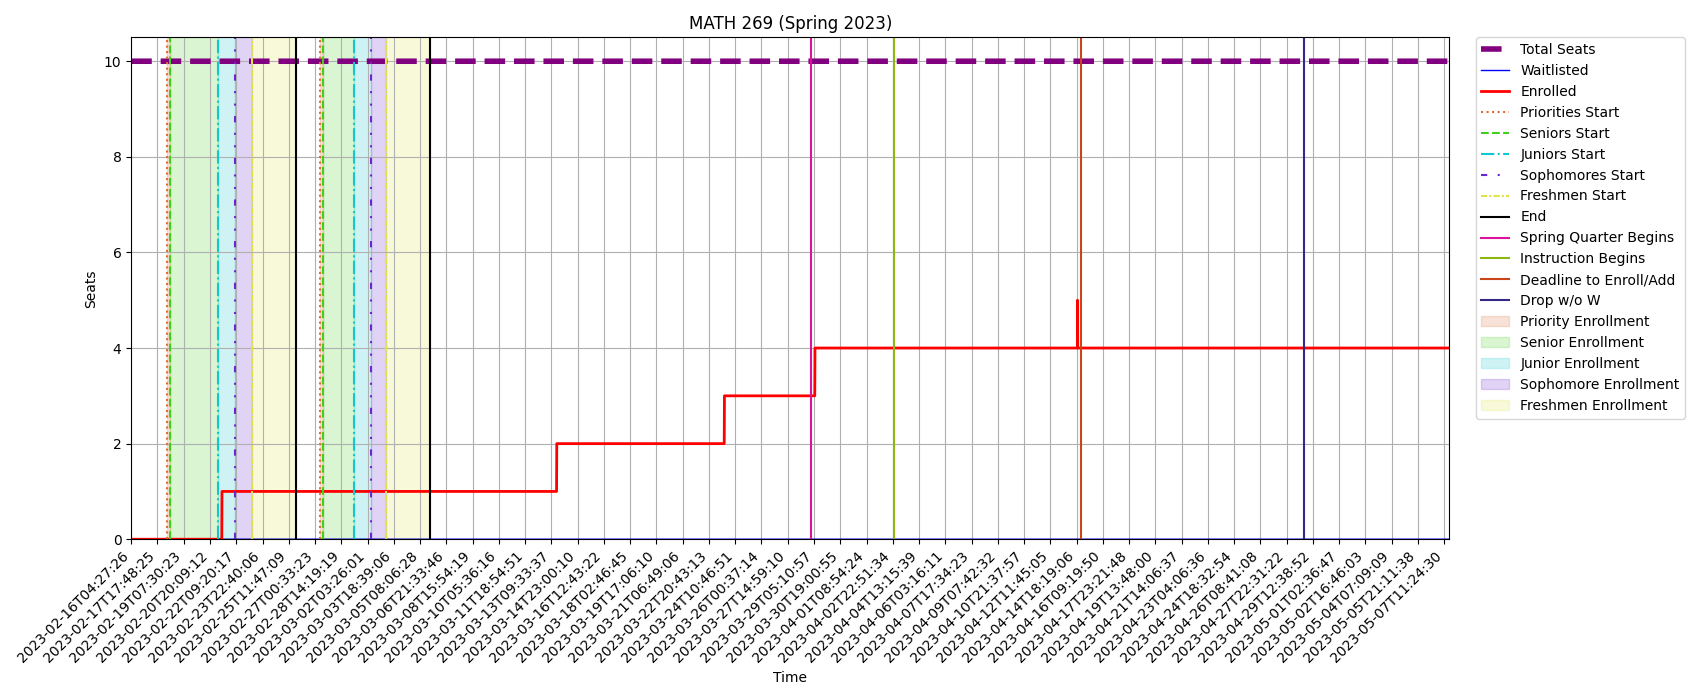 MATH 269 (Spring 2023)
10
8
6
4
2
0
Seats
2023-02-16T04:27:26
2023-02-17T17:48:25
2023-02-19T07:30:23
2023-02-20T20:09:12
2023-02-22T09:20:17
2023-02-23T22:40:06
2023-02-25T11:47:09
2023-02-27T00:33:23
2023-02-28T14:19:19
2023-03-02T03:26:01
2023-03-03T18:39:06
2023-03-05T08:06:28
2023-03-06T21:33:46
2023-03-08T15:54:19
2023-03-10T05:36:16
2023-03-11T18:54:51
2023-03-13T09:33:37
2023-03-14T23:00:10
2023-03-16T12:43:22
2023-03-18T02:46:45
2023-03-19T17:06:10
2023-03-21T06:49:06
2023-03-22T20:43:13
2023-03-24T10:46:51
2023-03-26T00:37:14
2023-03-27T14:59:10
2023-03-29T05:10:57
2023-03-30T19:00:55
2023-04-01T08:54:24
2023-04-02T22:51:34
2023-04-04T13:15:39
2023-04-06T03:16:11
2023-04-07T17:34:23
2023-04-09T07:42:32
2023-04-10T21:37:57
2023-04-12T11:45:05
2023-04-14T18:19:06
2023-04-16T09:19:50
2023-04-17T23:21:48
2023-04-19T13:48:00
2023-04-21T14:06:37
2023-04-23T04:06:36
2023-04-24T18:32:54
2023-04-26T08:41:08
2023-04-27T22:31:22
2023-04-29T12:38:52
2023-05-01T02:36:47
2023-05-02T16:46:03
2023-05-04T07:09:09
2023-05-05T21:11:38
2023-05-07T11:24:30
Time
Total Seats
Waitlisted
Enrolled
Priorities Start
Seniors Start
Juniors Start
Sophomores Start
Freshmen Start
End
Spring Quarter Begins
Instruction Begins
Deadline to Enroll/Add
Drop w/o W
Priority Enrollment
Senior Enrollment
Junior Enrollment
Sophomore Enrollment
Freshmen Enrollment